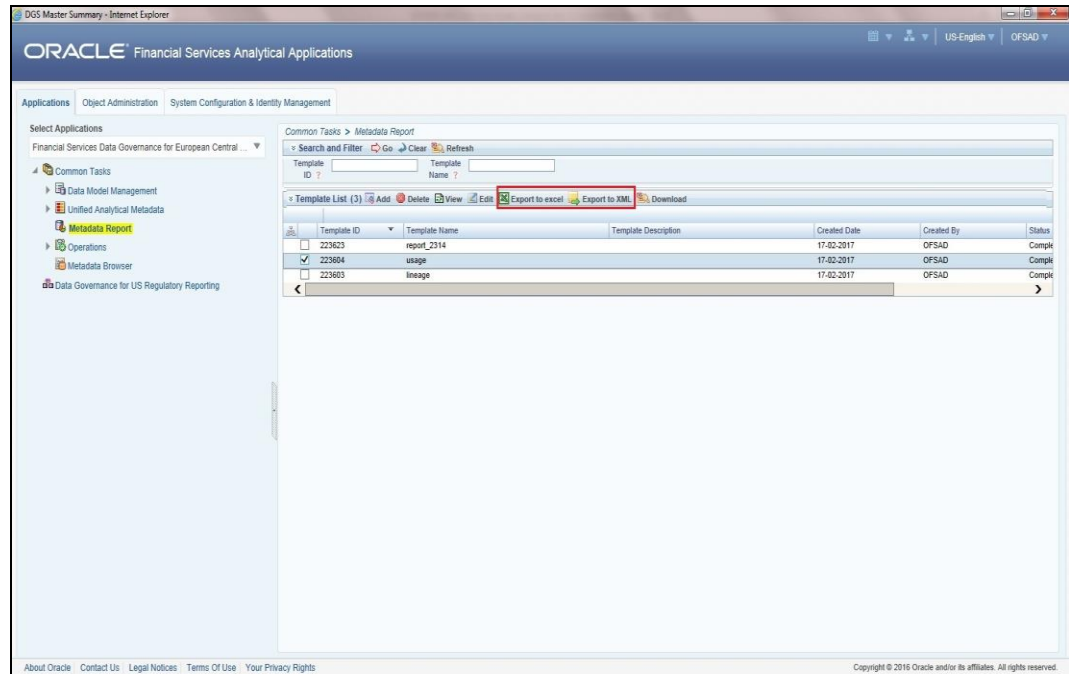 DGS Master Summary - Internet Explorer
ORACLE Financial Services Analytical Applications
US-English OFSAD
Applications Object Administration System Configuration & Identity Management
Select Applications
Financial Services Data Governance for European Central ...
Common Tasks
Data Model Management
Unified Analytical Metadata
Metadata Report
Operations
Metadata Browser
Data Governance for US Regulatory Reporting
Common Tasks > Metadata Report
Search and Filter Go Clear Refresh
Template ID ? Template Name ?
Template List (3) Add Delete View Edit Export to excel Export to XML Download
Template ID Template Name Template Description Created Date Created By Status
223623 report_2314 17-02-2017 OFSAD Comple
223604 usage 17-02-2017 OFSAD Comple
223603 lineage 17-02-2017 OFSAD Comple
About Oracle Contact Us Legal Notices Terms Of Use Your Privacy Rights
Copyright © 2016 Oracle and/or its affiliates. All rights reserved.